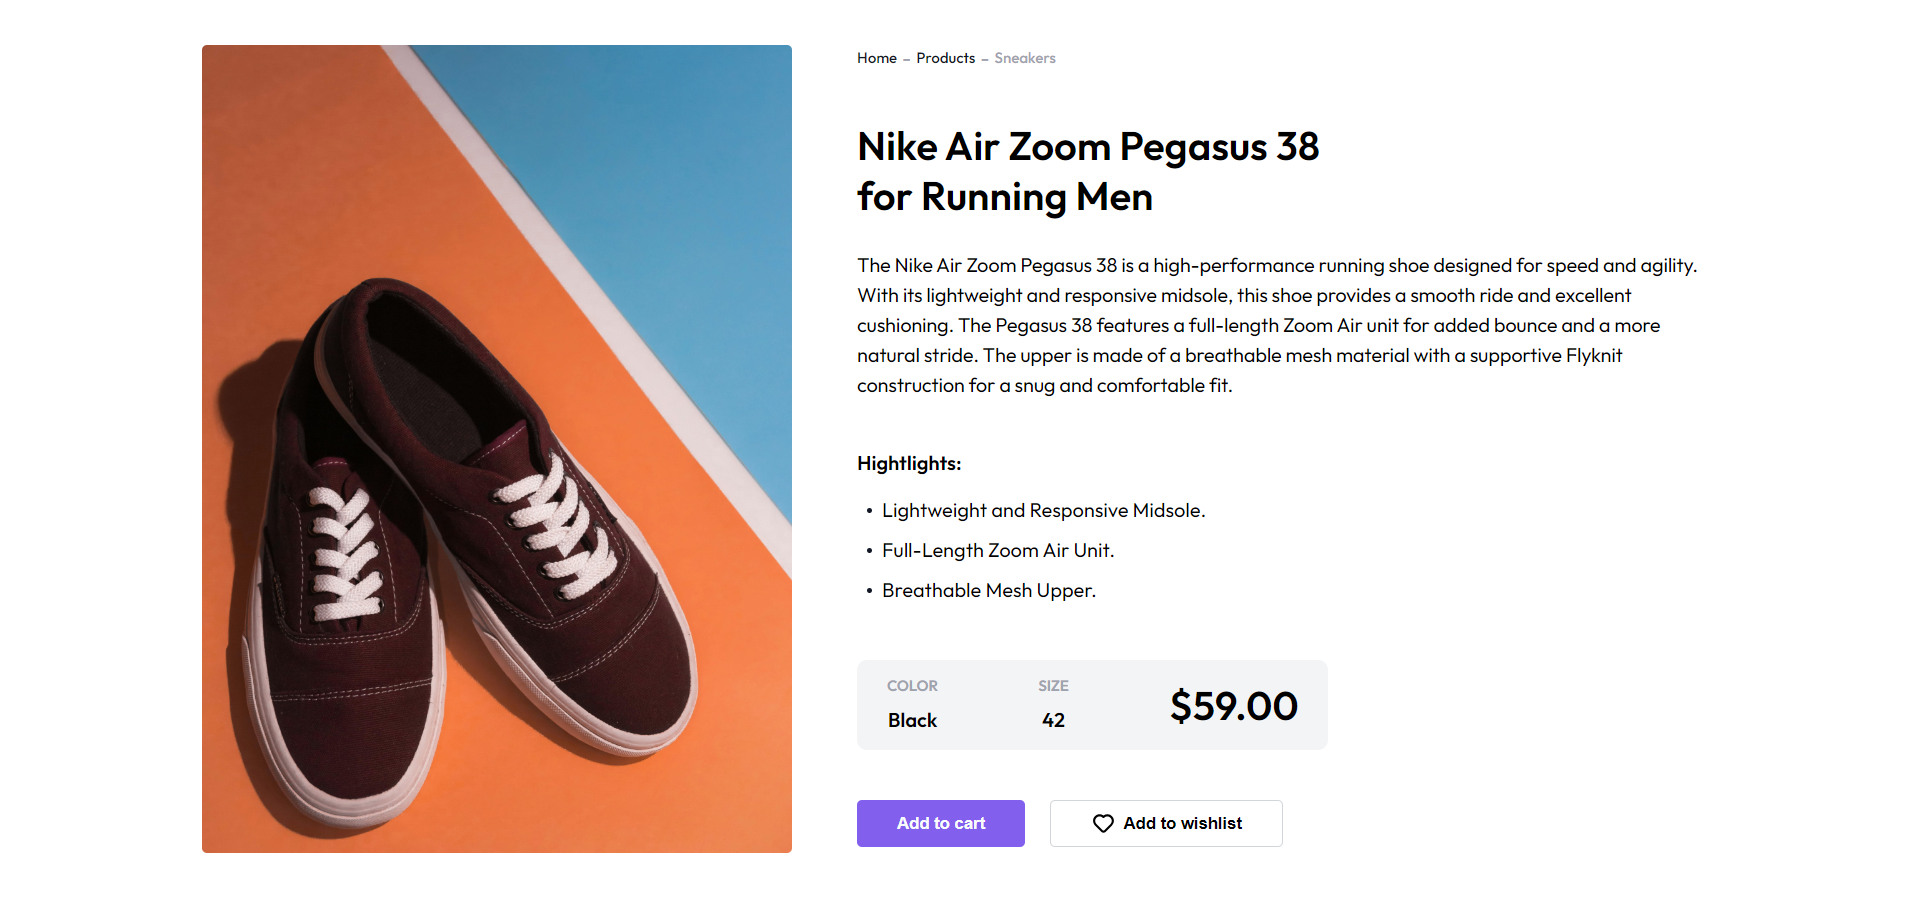 Home – Products – Sneakers
Nike Air Zoom Pegasus 38
for Running Men
The Nike Air Zoom Pegasus 38 is a high-performance running shoe designed for speed and agility.
With its lightweight and responsive midsole, this shoe provides a smooth ride and excellent
cushioning. The Pegasus 38 features a full-length Zoom Air unit for added bounce and a more
natural stride. The upper is made of a breathable mesh material with a supportive Flyknit
construction for a snug and comfortable fit.
Hightlights:
• Lightweight and Responsive Midsole.
• Full-Length Zoom Air Unit.
• Breathable Mesh Upper.
COLOR SIZE
Black 42 $59.00
Add to cart Add to wishlist